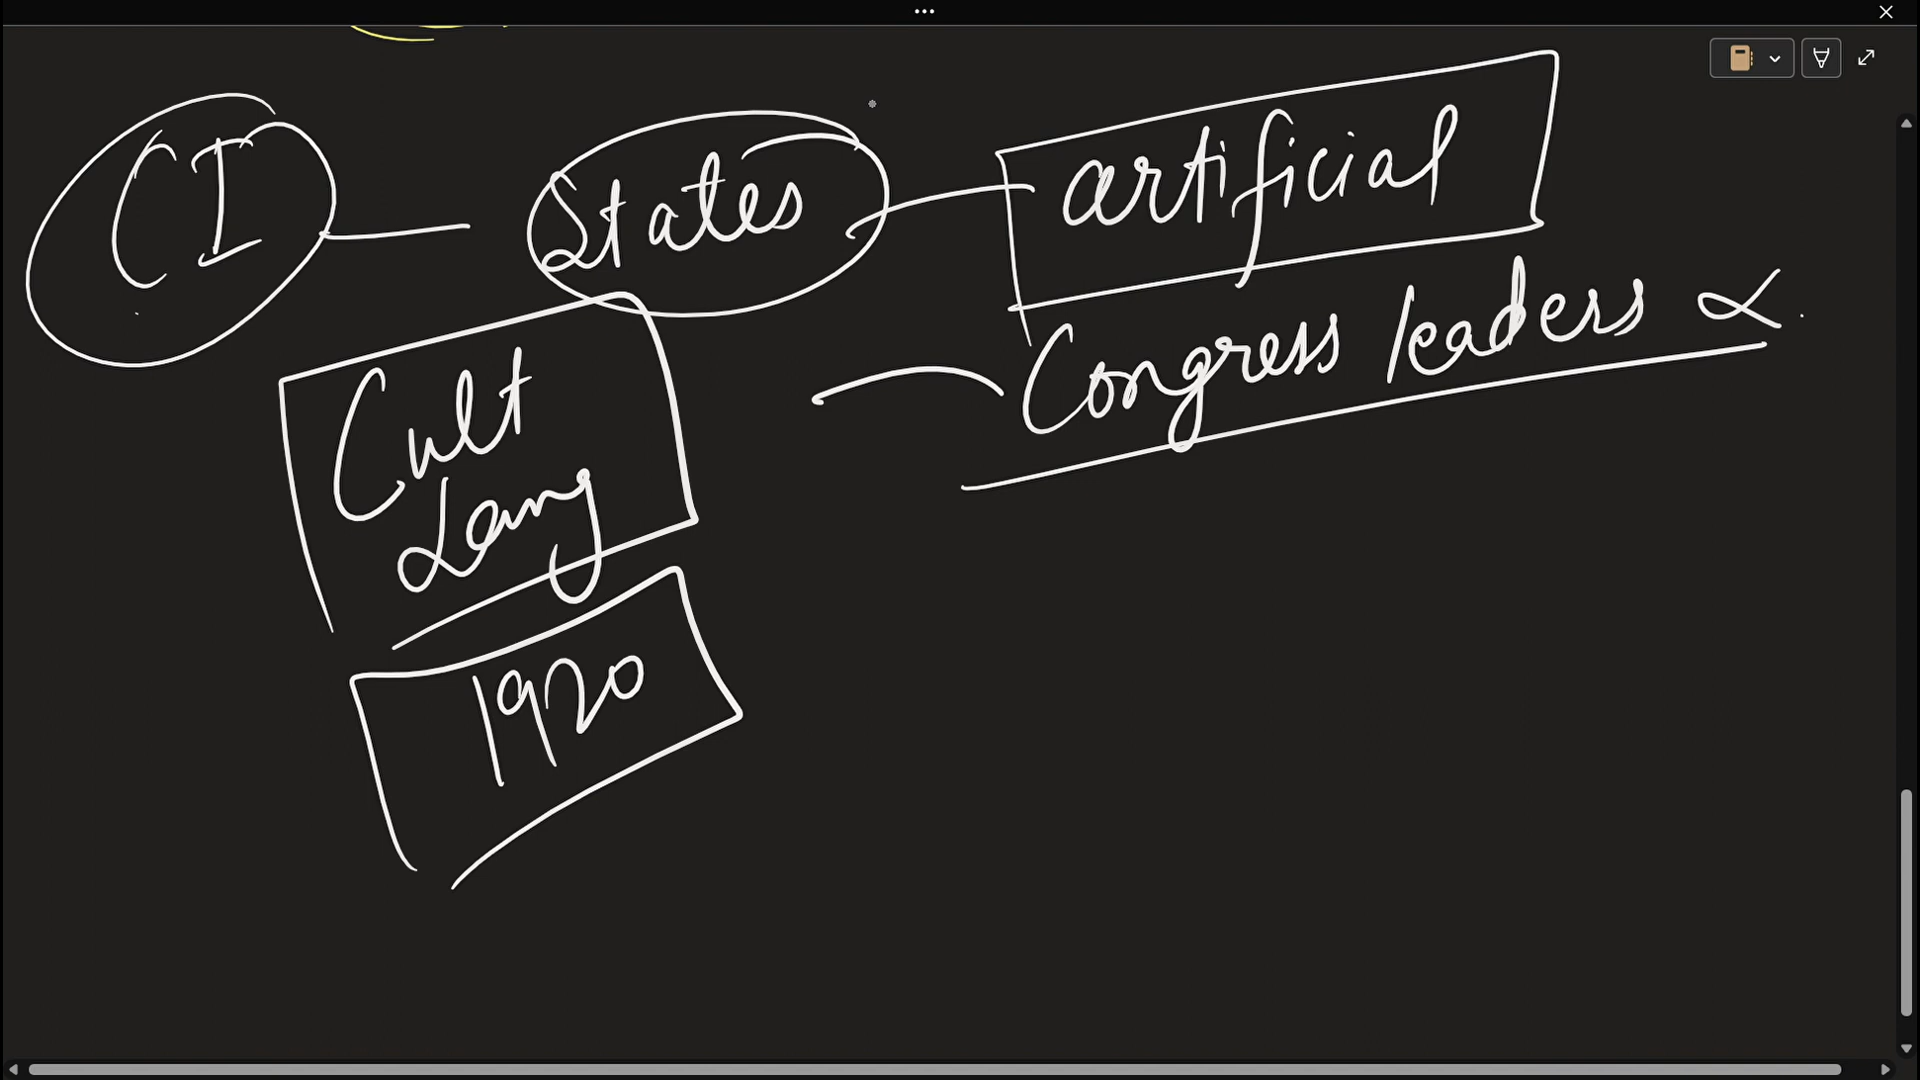 CI — States — artificial
— Congress leaders
Cult
Lang
1920